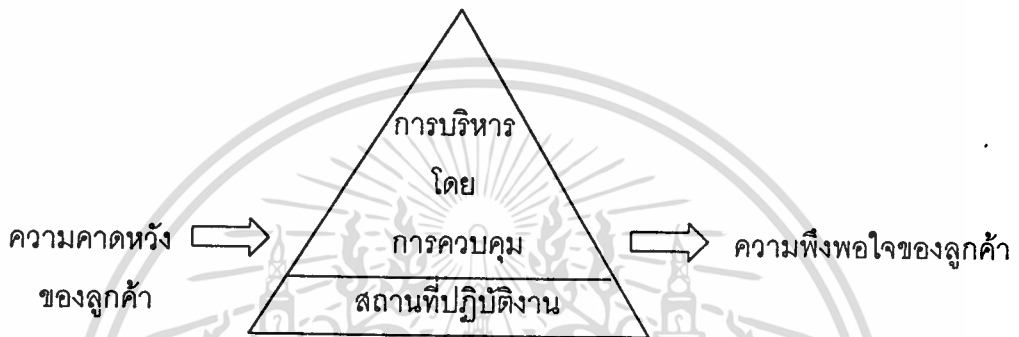 การบริหาร
โดย
การควบคุม
สถานที่ปฏิบัติงาน
ความคาดหวัง
ของลูกค้า
ความพึงพอใจของลูกค้า